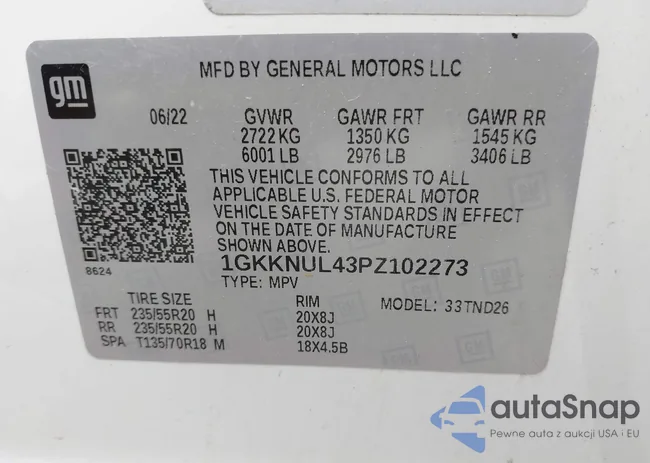 gm
MFD BY GENERAL MOTORS LLC
06/22 GVWR GAWR FRT GAWR RR
2722 KG 1350 KG 1545 KG
6001 LB 2976 LB 3406 LB
THIS VEHICLE CONFORMS TO ALL
APPLICABLE U.S. FEDERAL MOTOR
VEHICLE SAFETY STANDARDS IN EFFECT
ON THE DATE OF MANUFACTURE
SHOWN ABOVE.
8624
1GKKNUL43PZ102273
TYPE: MPV
TIRE SIZE RIM MODEL: 33TND26
FRT 235/55R20 H 20X8J
RR 235/55R20 H 20X8J
SPA T135/70R18 M 18X4.5B
autaSnap
Pewne auta z aukcji USA i EU